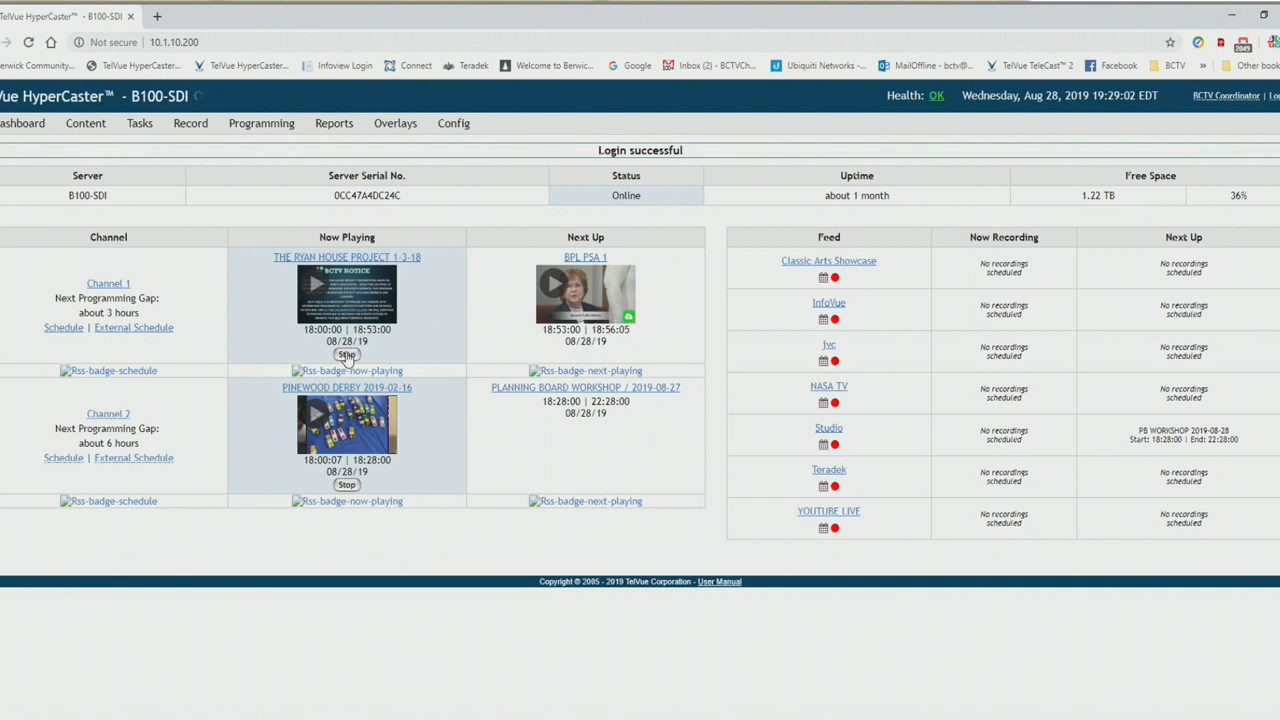 TelVue HyperCaster™ - B100-SDI
Not secure 10.1.10.200
erwick Community... TelVue HyperCaster... TelVue HyperCaster... Infoview Login Connect Teradek Welcome to Berwic... Google Inbox (2) - BCTVCh... Ubiquiti Networks -... MailOffline - bctv@... TelVue TeleCast™ 2 Facebook BCTV » Other book
2049
Vue HyperCaster™ - B100-SDI Health: OK Wednesday, Aug 28, 2019 19:29:02 EDT BCTV Coordinator | Lo
ashboard Content Tasks Record Programming Reports Overlays Config
Login successful
Server Server Serial No. Status Uptime Free Space
B100-SDI 0CC47A4DC24C Online about 1 month 1.22 TB 36%
Channel Now Playing Next Up
Channel 1
Next Programming Gap:
about 3 hours
Schedule | External Schedule
THE RYAN HOUSE PROJECT 1-3-18
BCTV NOTICE
18:00:00 | 18:53:00
08/28/19
Stop
BPL PSA 1
18:53:00 | 18:56:05
08/28/19
Rss-badge-schedule Rss-badge-now-playing Rss-badge-next-playing
Channel 2
Next Programming Gap:
about 6 hours
Schedule | External Schedule
PINEWOOD DERBY 2019-02-16
18:00:07 | 18:28:00
08/28/19
Stop
PLANNING BOARD WORKSHOP / 2019-08-27
18:28:00 | 22:28:00
08/28/19
Rss-badge-schedule Rss-badge-now-playing Rss-badge-next-playing
Feed Now Recording Next Up
Classic Arts Showcase No recordings scheduled No recordings scheduled
InfoVue No recordings scheduled No recordings scheduled
jvc No recordings scheduled No recordings scheduled
NASA TV No recordings scheduled No recordings scheduled
Studio No recordings scheduled PB WORKSHOP 2019-08-28
Start: 18:28:00 | End: 22:28:00
Teradek No recordings scheduled No recordings scheduled
YOUTUBE LIVE No recordings scheduled No recordings scheduled
Copyright © 2005 - 2019 TelVue Corporation - User Manual